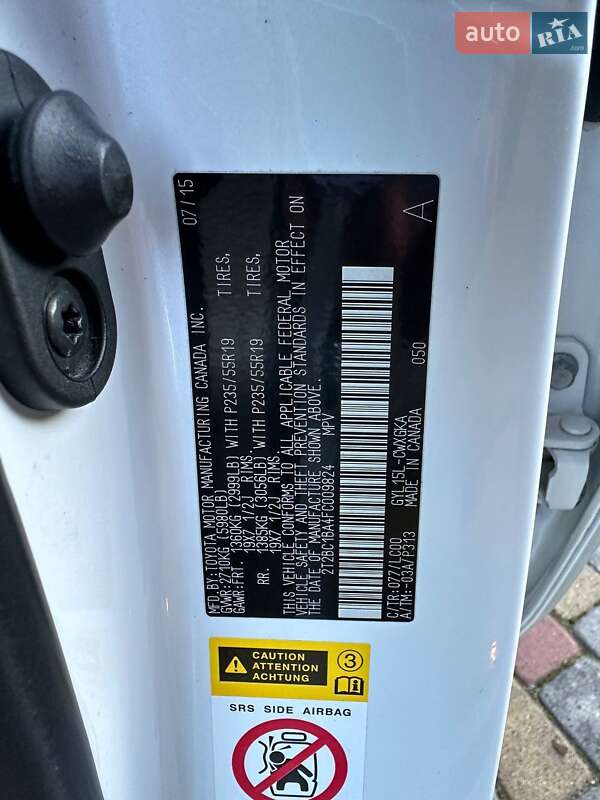 auto RIA .com
MFD.BY:TOYOTA MOTOR MANUFACTURING CANADA INC. 07/15
GVWR:2710KG(5980LB)
GAWR:FRT. 1360KG (2999LB) WITH P235/55R19 TIRES,
19X7 1/2J RIMS.
RR. 1385KG (3056LB) WITH P235/55R19 TIRES,
19X7 1/2J RIMS.
THIS VEHICLE CONFORMS TO ALL APPLICABLE FEDERAL MOTOR
VEHICLE SAFETY AND THEFT PREVENTION STANDARDS IN EFFECT ON
THE DATE OF MANUFACTURE SHOWN ABOVE.
2T2BC1BA4FC009824 MPV
C/TR:077/LC00 GYL15L-CWXGKA 050 A
A/TM:-03A/P313 MADE IN CANADA
CAUTION
ATTENTION
ACHTUNG
3
SRS SIDE AIRBAG